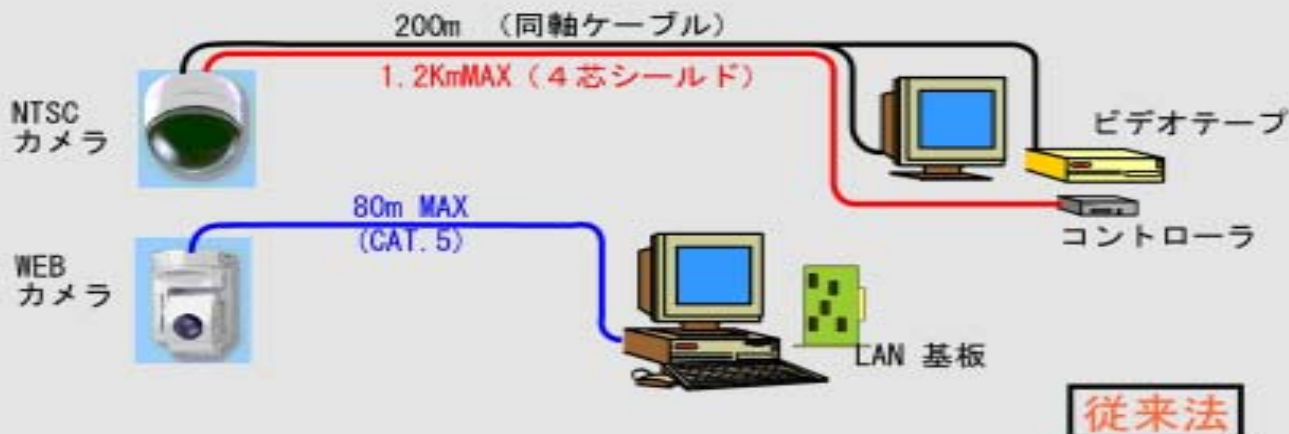 200m (同軸ケーブル)
1.2KmMAX(4芯シールド)
NTSC
カメラ
ビデオテープ
コントローラ
80m MAX
(CAT.5)
WEB
カメラ
LAN 基板
従来法